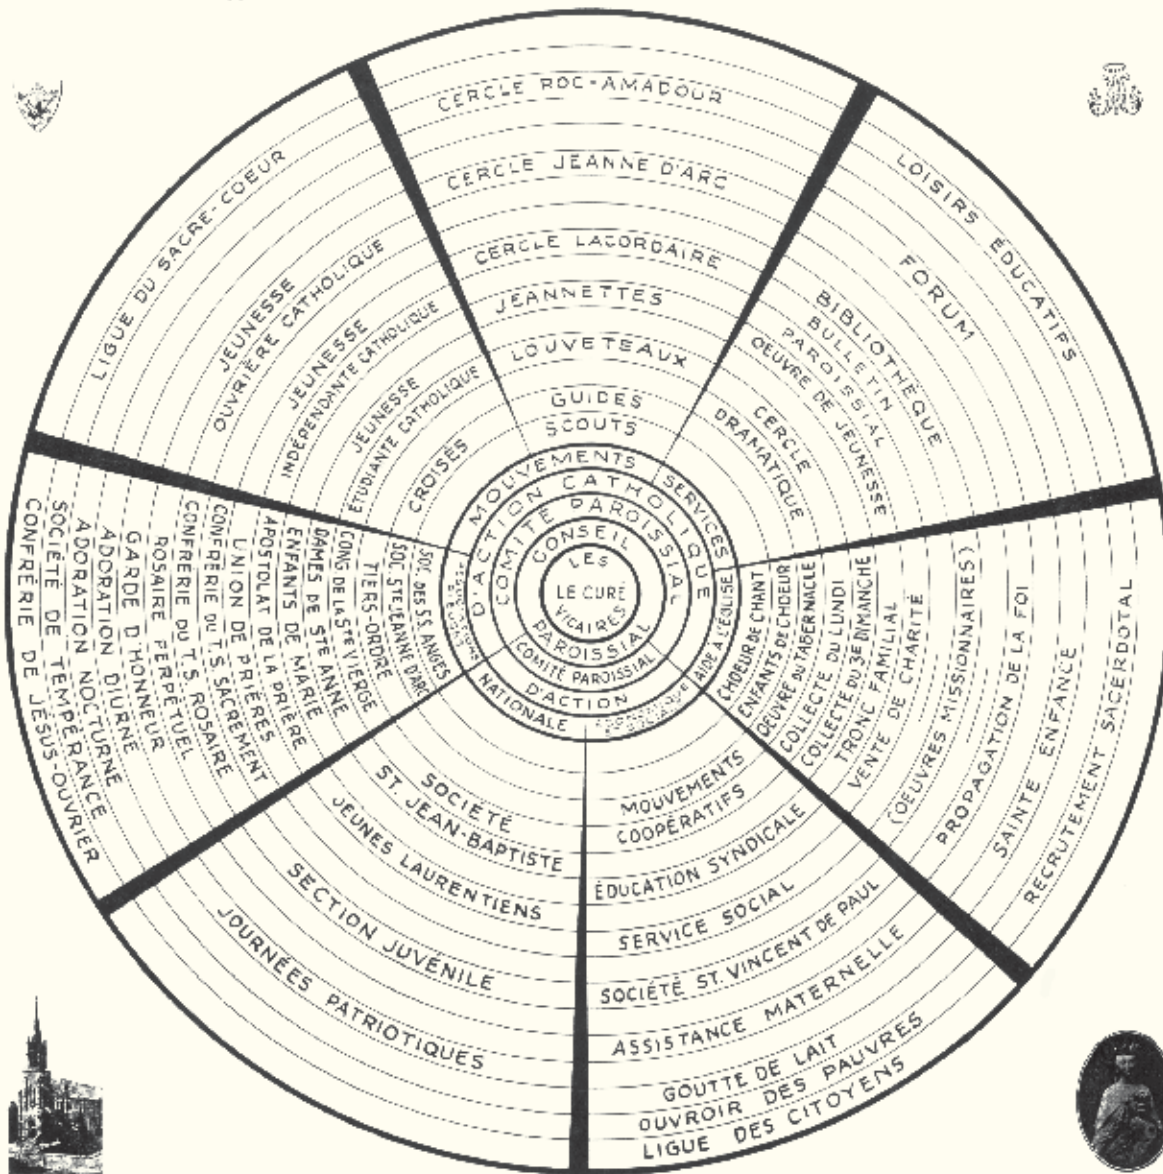 LES
LE CURÉ
VICAIRES
CONSEIL
PAROISSIAL
COMITÉ PAROISSIAL
COMITÉ PAROISSIAL
D'ACTION CATHOLIQUE
D'ACTION
NATIONALE
MOUVEMENTS
SERVICES
AIDE À L'ÉGLISE
CERCLE ROC-AMADOUR
CERCLE JEANNE D'ARC
CERCLE LACORDAIRE
JEANNETTES
LOUVETEAUX
GUIDES
SCOUTS
LOISIRS ÉDUCATIFS
FORUM
BIBLIOTHÈQUE
BULLETIN
PAROISSIAL
OEUVRE DE JEUNESSE
CERCLE
DRAMATIQUE
CHOEUR DE CHANT
ENFANTS DE CHOEUR
OEUVRE DU TABERNACLE
COLLECTE DU LUNDI
COLLECTE DU 3e DIMANCHE
TRONC FAMILIAL
VENTE DE CHARITÉ
(OEUVRES MISSIONNAIRES)
PROPAGATION DE LA FOI
SAINTE ENFANCE
RECRUTEMENT SACERDOTAL
MOUVEMENTS
COOPÉRATIFS
ÉDUCATION SYNDICALE
SERVICE SOCIAL
SOCIÉTÉ ST. VINCENT DE PAUL
ASSISTANCE MATERNELLE
GOUTTE DE LAIT
OUVROIR DES PAUVRES
LIGUE DES CITOYENS
SOCIÉTÉ
ST JEAN-BAPTISTE
JEUNES LAURENTIENS
SECTION JUVÉNILE
JOURNÉES PATRIOTIQUES
SOC. DES SS. ANGES
SOC. STE JEANNE D'ARC
TIERS-ORDRE
CONG. DE LA STE VIERGE
DAMES DE STE ANNE
ENFANTS DE MARIE
APOSTOLAT DE LA PRIÈRE
UNION DE PRIÈRES
CONFRÉRIE DU T.S. SACREMENT
CONFRÉRIE DU T.S. ROSAIRE
ROSAIRE PERPÉTUEL
GARDE D'HONNEUR
ADORATION DIURNE
ADORATION NOCTURNE
SOCIÉTÉ DE TEMPÉRANCE
CONFRÉRIE DE JÉSUS-OUVRIER
LIGUE DU SACRE-COEUR
JEUNESSE
OUVRIÈRE CATHOLIQUE
JEUNESSE
INDÉPENDANTE CATHOLIQUE
JEUNESSE
ÉTUDIANTE CATHOLIQUE
CROISÉS